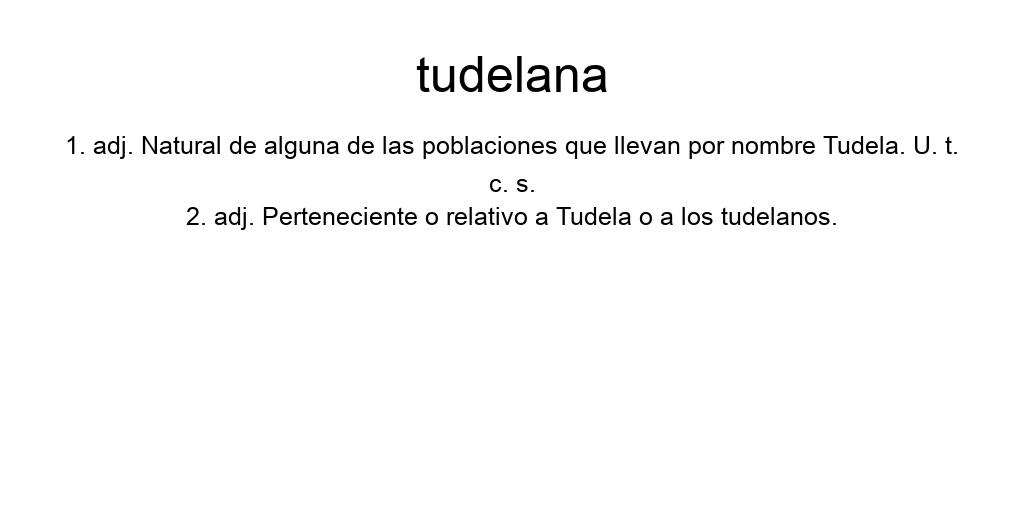 tudelana
1. adj. Natural de alguna de las poblaciones que llevan por nombre Tudela. U. t.
c. s.
2. adj. Perteneciente o relativo a Tudela o a los tudelanos.